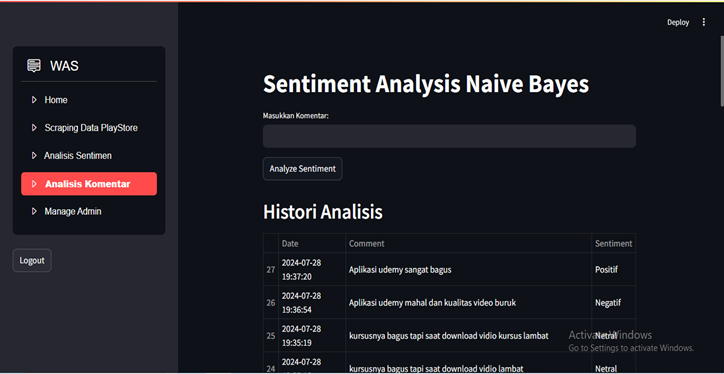 Deploy
WAS
Home
Scraping Data PlayStore
Analisis Sentimen
Analisis Komentar
Manage Admin
Logout
Sentiment Analysis Naive Bayes
Masukkan Komentar:
Analyze Sentiment
Histori Analisis
Date Comment Sentiment
27 2024-07-28 19:37:20 Aplikasi udemy sangat bagus Positif
26 2024-07-28 19:36:54 Aplikasi udemy mahal dan kualitas video buruk Negatif
25 2024-07-28 19:35:19 kursusnya bagus tapi saat download vidio kursus lambat Netral
24 2024-07-28 kursusnya bagus tapi saat download vidio lambat Netral
Activate Windows
Go to Settings to activate Windows.